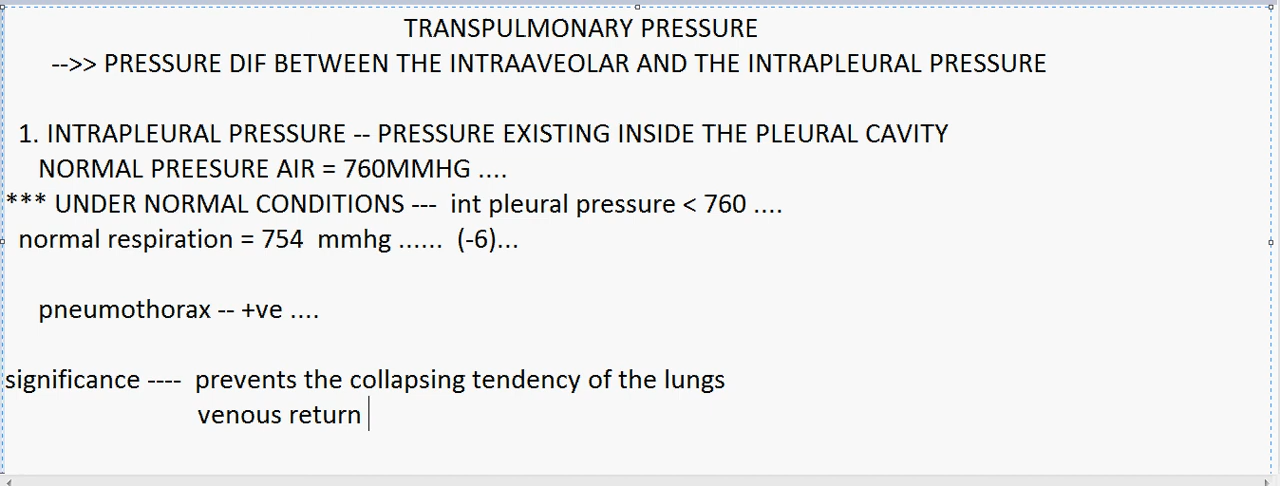 TRANSPULMONARY PRESSURE
-->> PRESSURE DIF BETWEEN THE INTRAAVEOLAR AND THE INTRAPLEURAL PRESSURE
1. INTRAPLEURAL PRESSURE -- PRESSURE EXISTING INSIDE THE PLEURAL CAVITY
NORMAL PREESURE AIR = 760MMHG ....
*** UNDER NORMAL CONDITIONS --- int pleural pressure < 760 ....
normal respiration = 754 mmhg ...... (-6)...
pneumothorax -- +ve ....
significance ---- prevents the collapsing tendency of the lungs
venous return